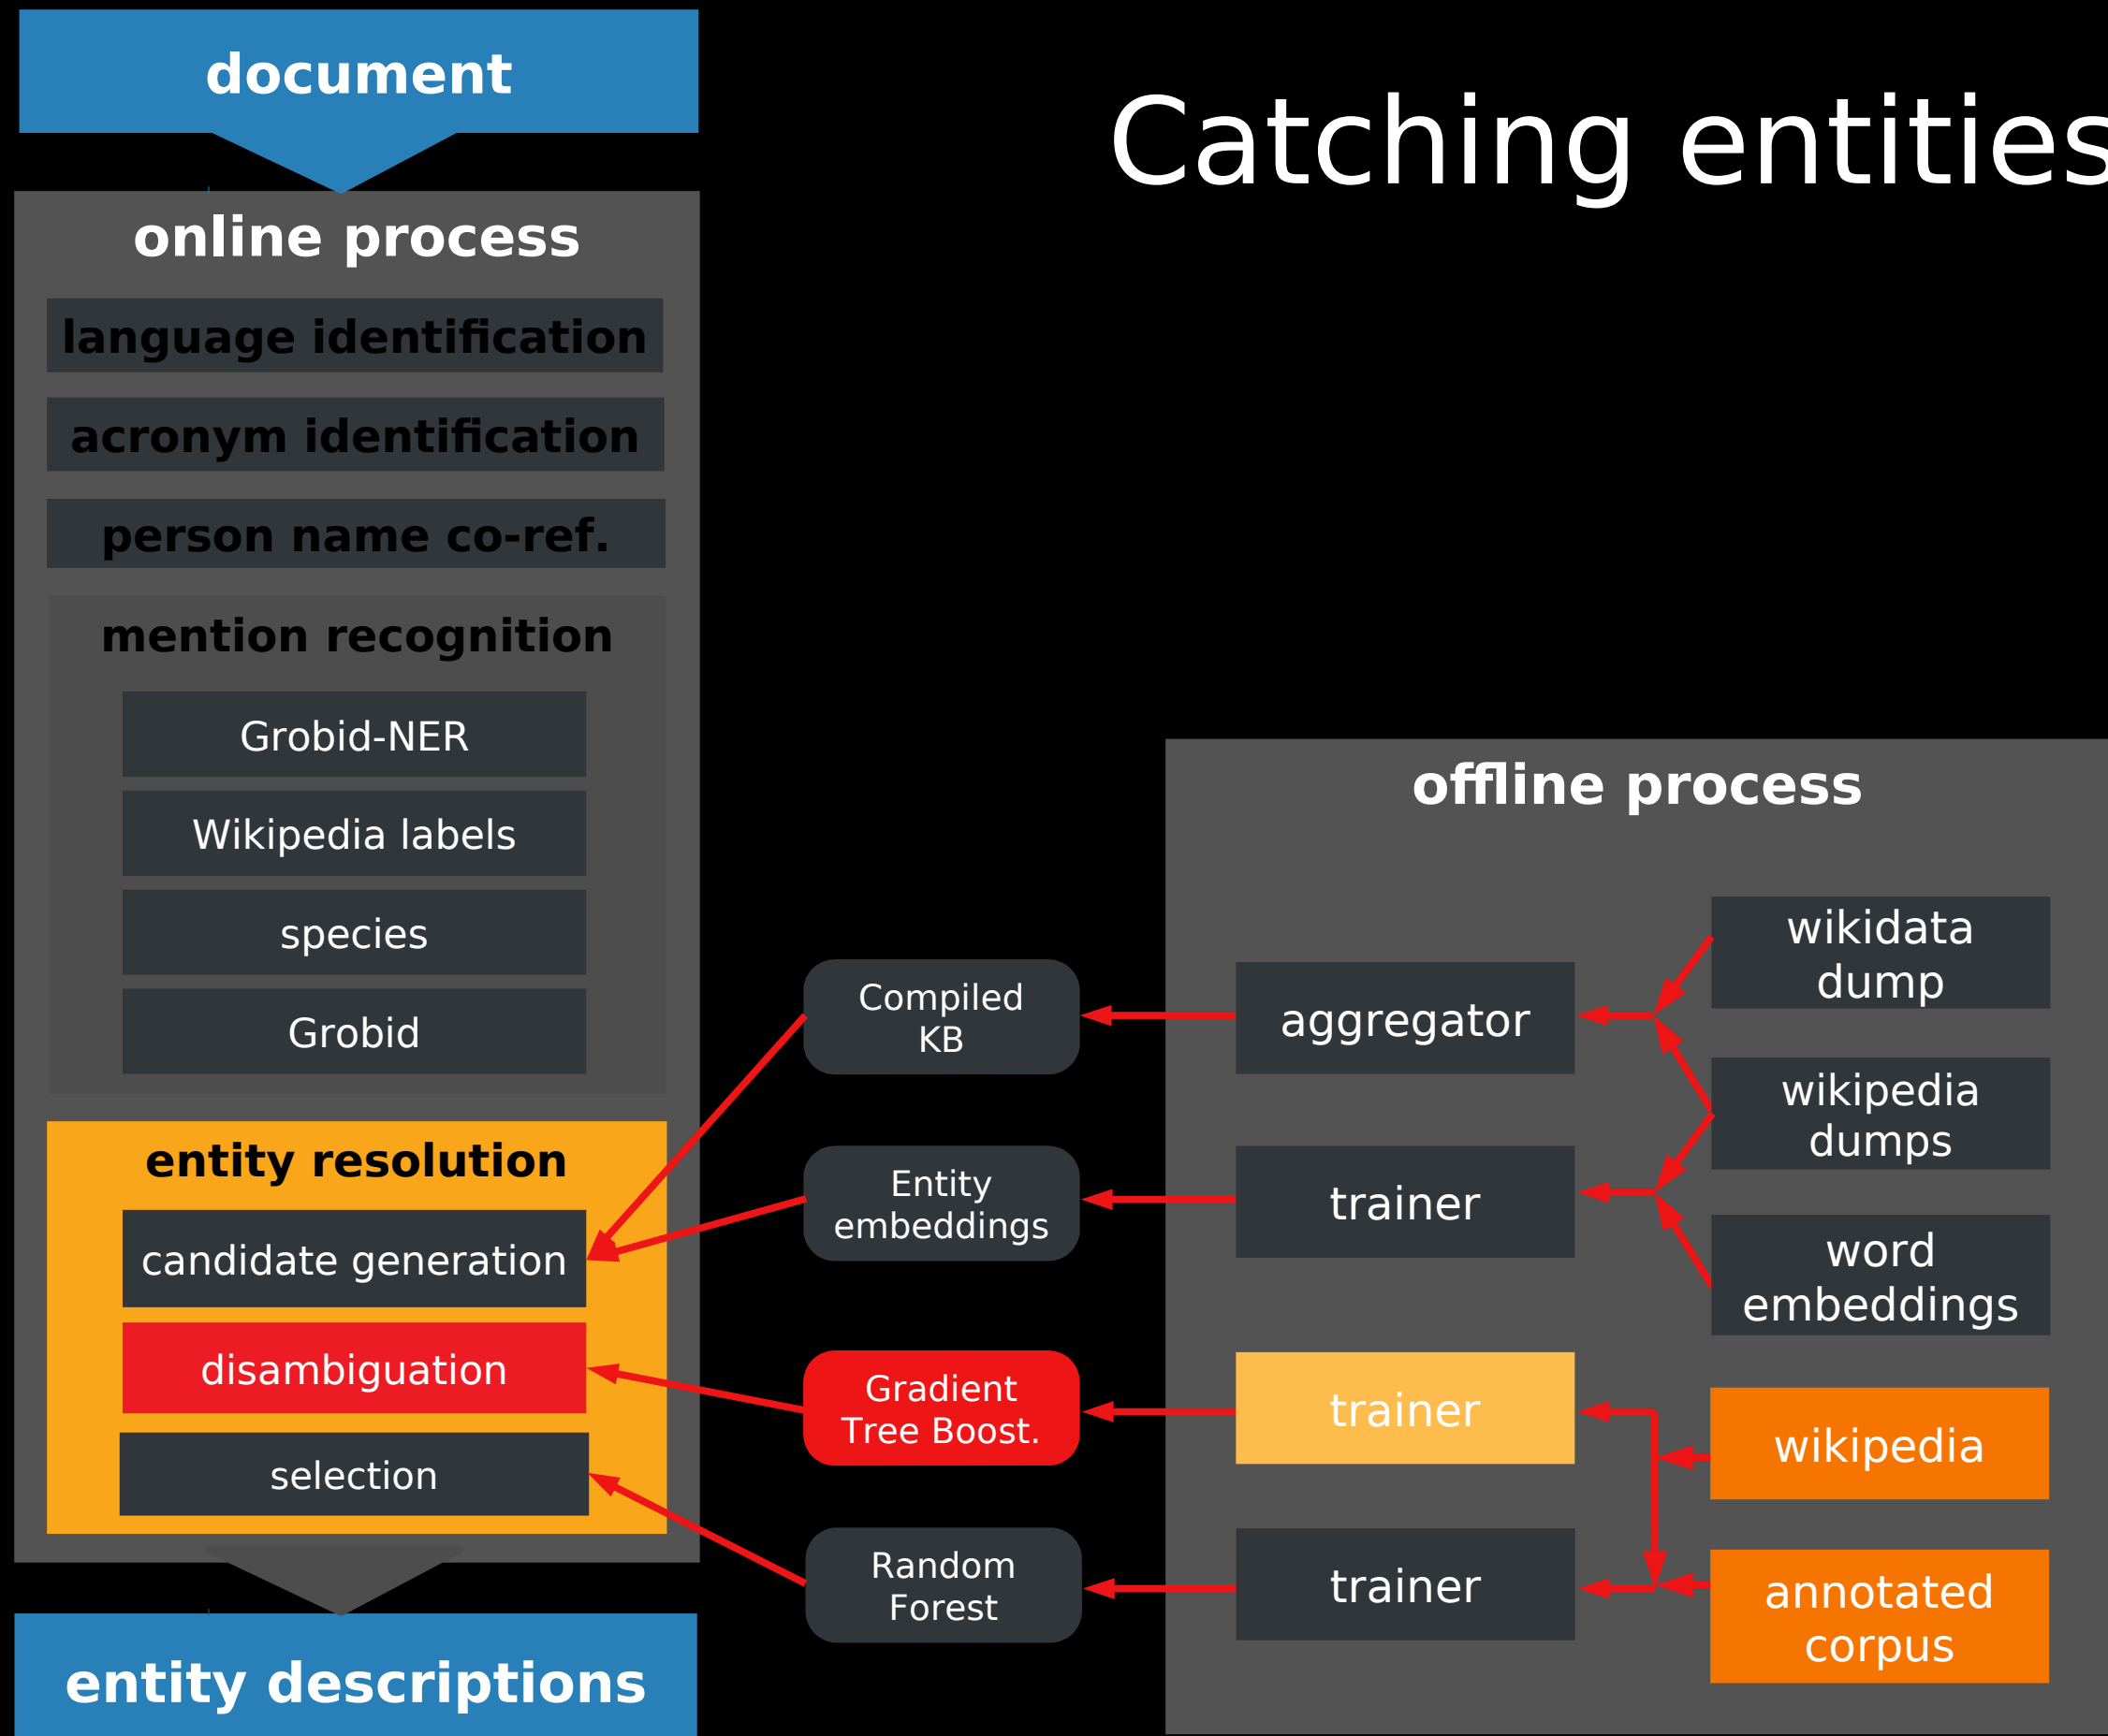 document
Catching entities
online process
language identification
acronym identification
person name co-ref.
mention recognition
Grobid-NER
Wikipedia labels
species
Grobid
entity resolution
candidate generation
disambiguation
selection
entity descriptions
Compiled
KB
Entity
embeddings
Gradient
Tree Boost.
Random
Forest
offline process
aggregator
trainer
trainer
trainer
wikidata
dump
wikipedia
dumps
word
embeddings
wikipedia
annotated
corpus